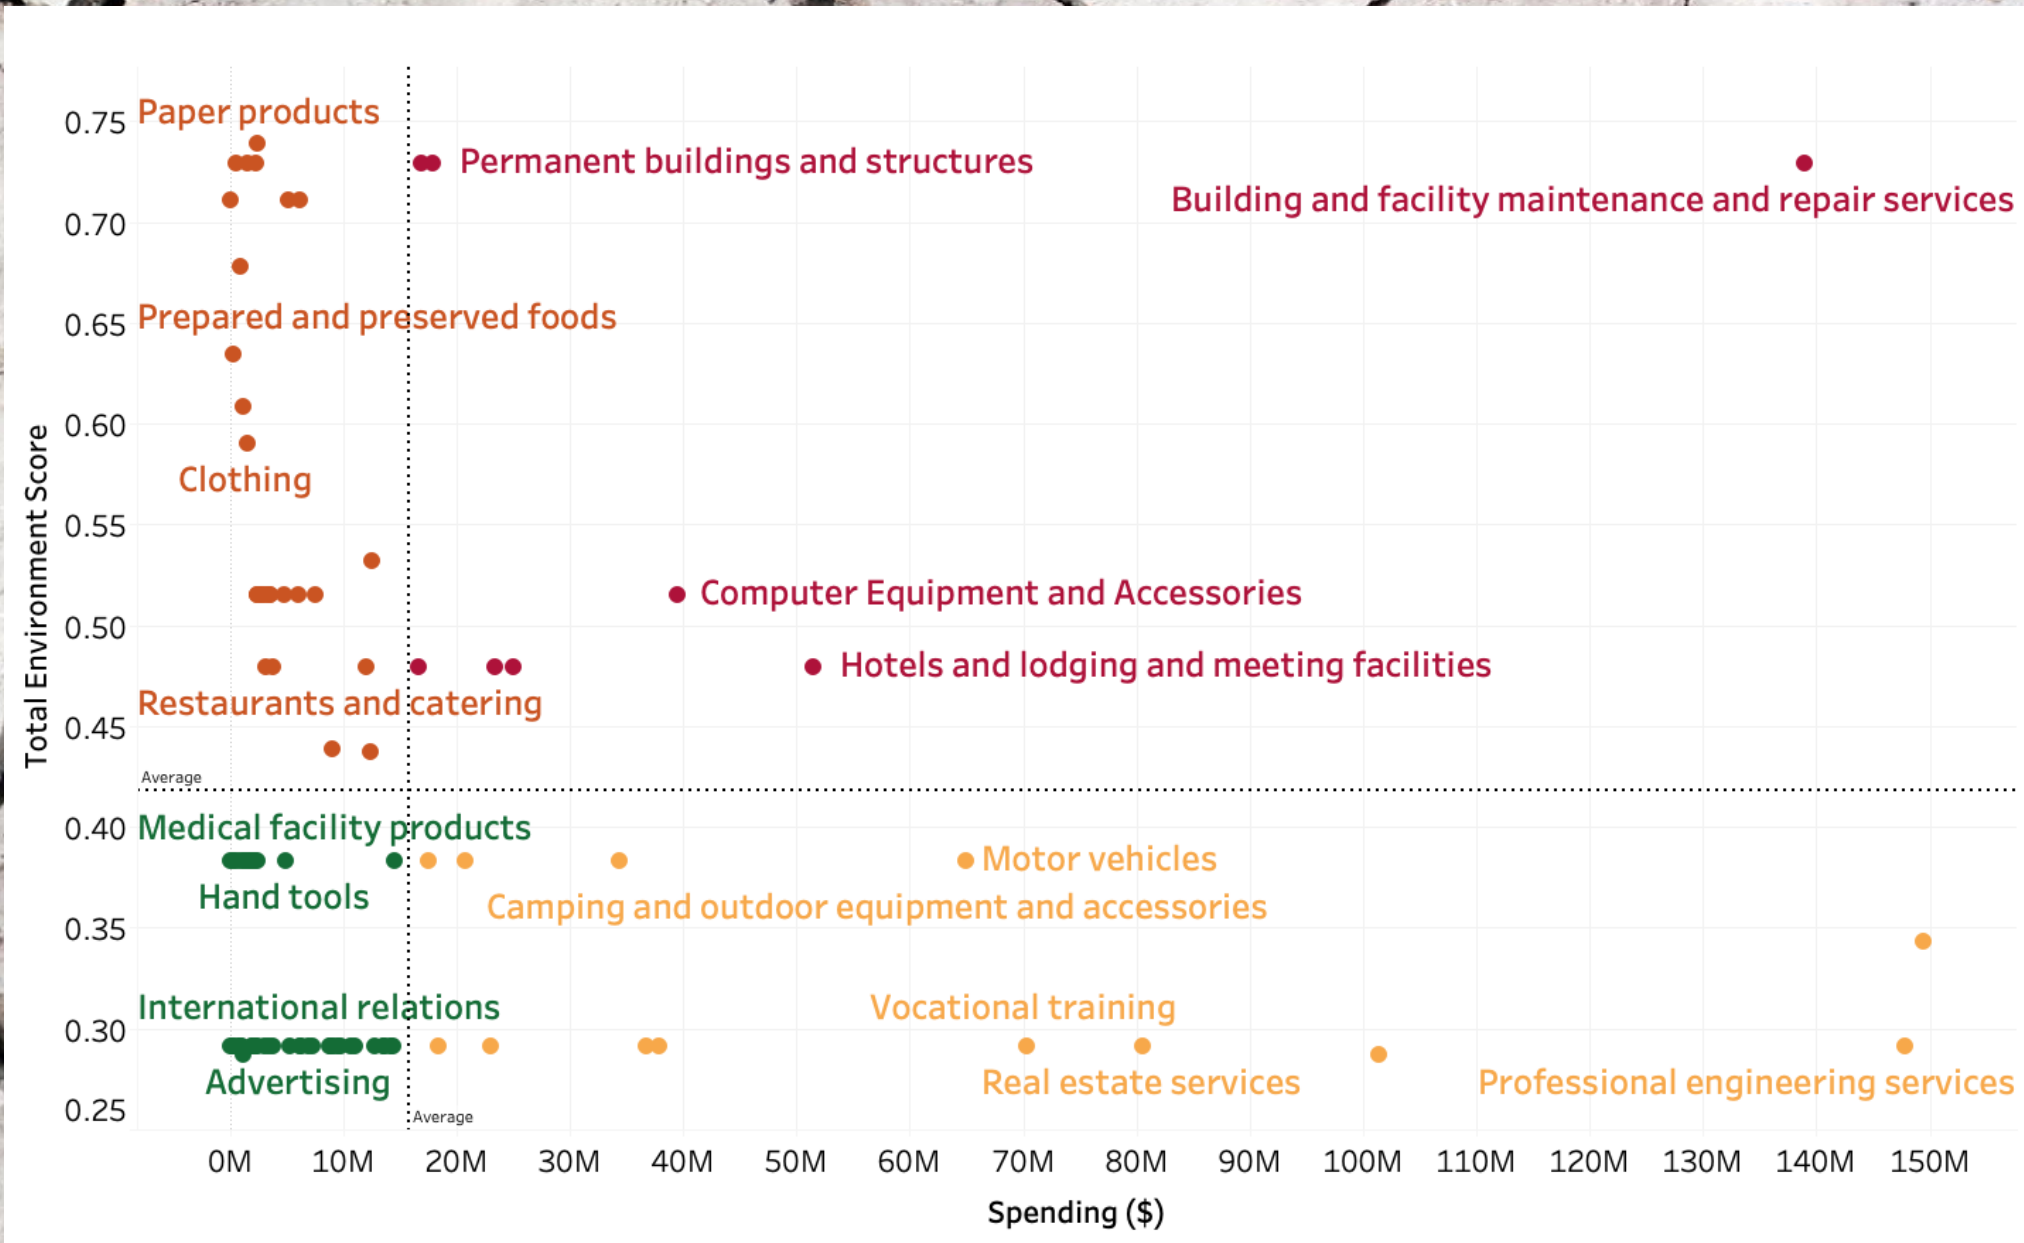 Paper products
0.75
Permanent buildings and structures
Building and facility maintenance and repair services
0.70
Prepared and preserved foods
0.65
0.60
Clothing
0.55
Computer Equipment and Accessories
0.50
Hotels and lodging and meeting facilities
Restaurants and catering
0.45
Average
Total Environment Score
Medical facility products
0.40
Motor vehicles
Hand tools
Camping and outdoor equipment and accessories
0.35
International relations
Vocational training
0.30
Advertising
Real estate services
Professional engineering services
0.25
Average
0M 10M 20M 30M 40M 50M 60M 70M 80M 90M 100M 110M 120M 130M 140M 150M
Spending ($)